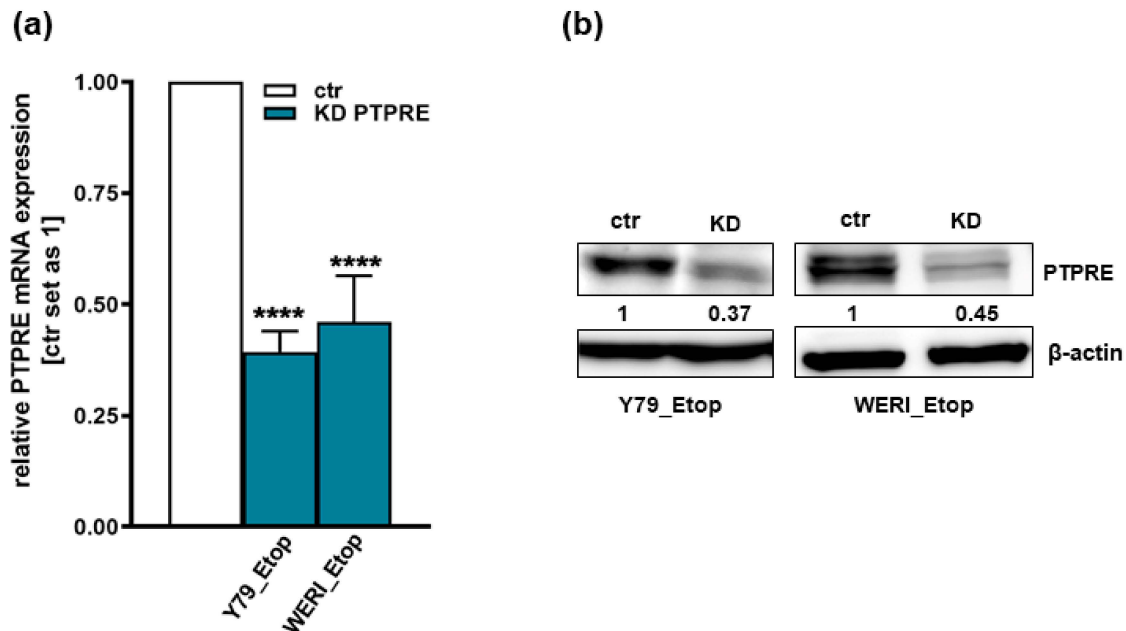 (a)
relative PTPRE mRNA expression
[ctr set as 1]
1.00
0.75
0.50
0.25
0.00
ctr
KD PTPRE
****
****
Y79_Etop
WERI_Etop
(b)
ctr KD ctr KD
PTPRE
1 0.37 1 0.45
β-actin
Y79_Etop WERI_Etop